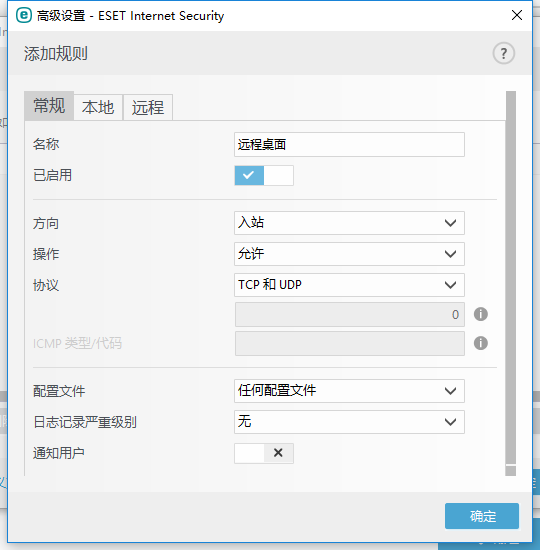 高级设置 - ESET Internet Security
添加规则
?
常规 本地 远程
名称 远程桌面
已启用
方向 入站
操作 允许
协议 TCP 和 UDP
0
ICMP 类型/代码
配置文件 任何配置文件
日志记录严重级别 无
通知用户
确定